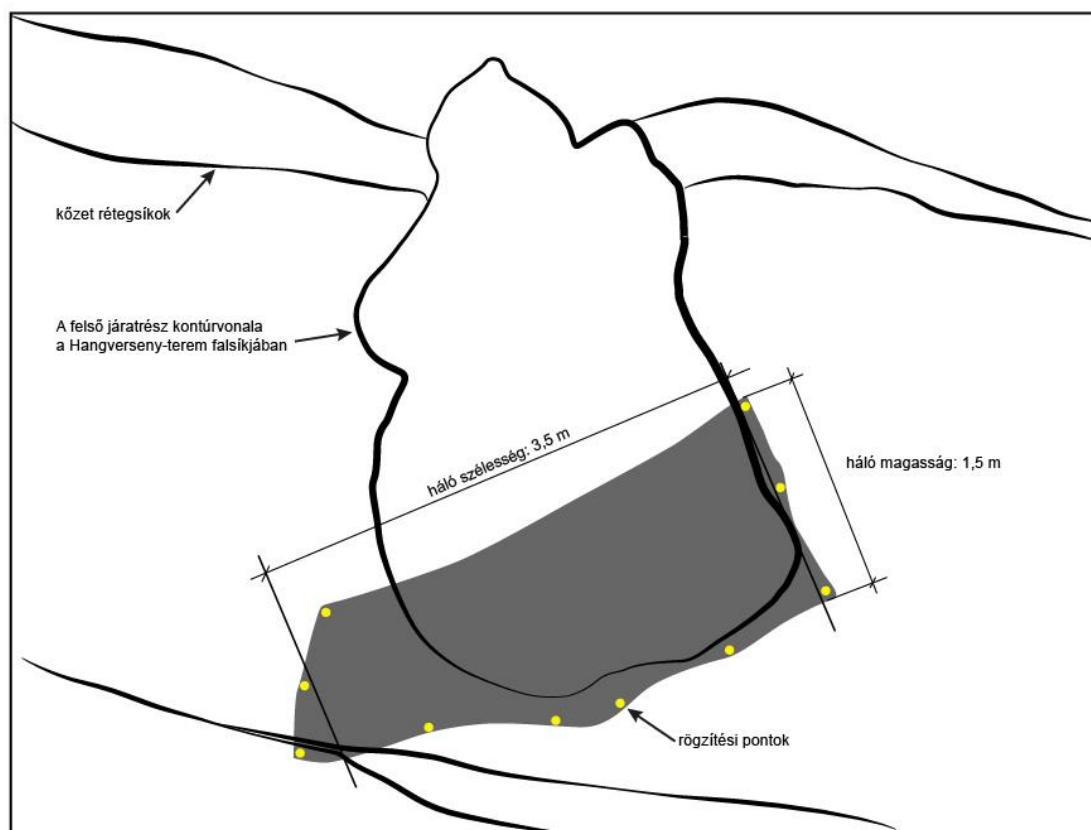 kőzet rétegsíkok
A felső járatrész kontúrvonala
a Hangverseny-terem falsíkjában
háló szélesség: 3,5 m
háló magasság: 1,5 m
rögzítési pontok